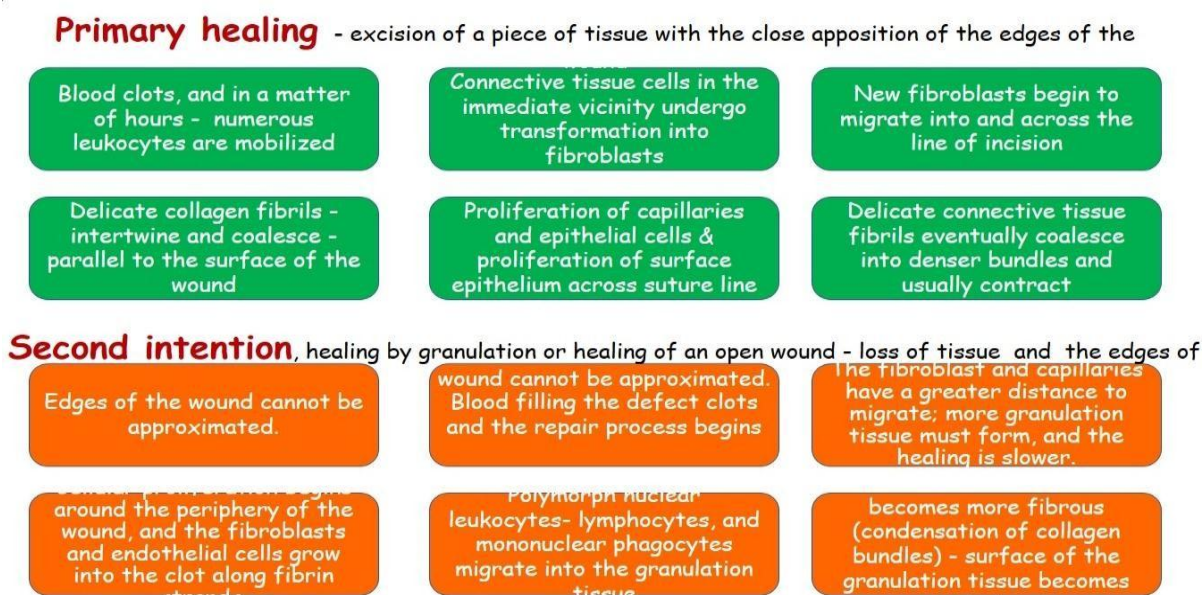 Primary healing - excision of a piece of tissue with the close apposition of the edges of the
wound
Blood clots, and in a matter
of hours - numerous
leukocytes are mobilized
Connective tissue cells in the
immediate vicinity undergo
transformation into
fibroblasts
New fibroblasts begin to
migrate into and across the
line of incision
Delicate collagen fibrils -
intertwine and coalesce -
parallel to the surface of the
wound
Proliferation of capillaries
and epithelial cells &
proliferation of surface
epithelium across suture line
Delicate connective tissue
fibrils eventually coalesce
into denser bundles and
usually contract
Second intention, healing by granulation or healing of an open wound - loss of tissue and the edges of
Edges of the wound cannot be
approximated.
wound cannot be approximated.
Blood filling the defect clots
and the repair process begins
The fibroblast and capillaries
have a greater distance to
migrate; more granulation
tissue must form, and the
healing is slower.
Cellular proliferation begins
around the periphery of the
wound, and the fibroblasts
and endothelial cells grow
into the clot along fibrin
strands
Polymorph nuclear
leukocytes- lymphocytes, and
mononuclear phagocytes
migrate into the granulation
tissue
becomes more fibrous
(condensation of collagen
bundles) - surface of the
granulation tissue becomes